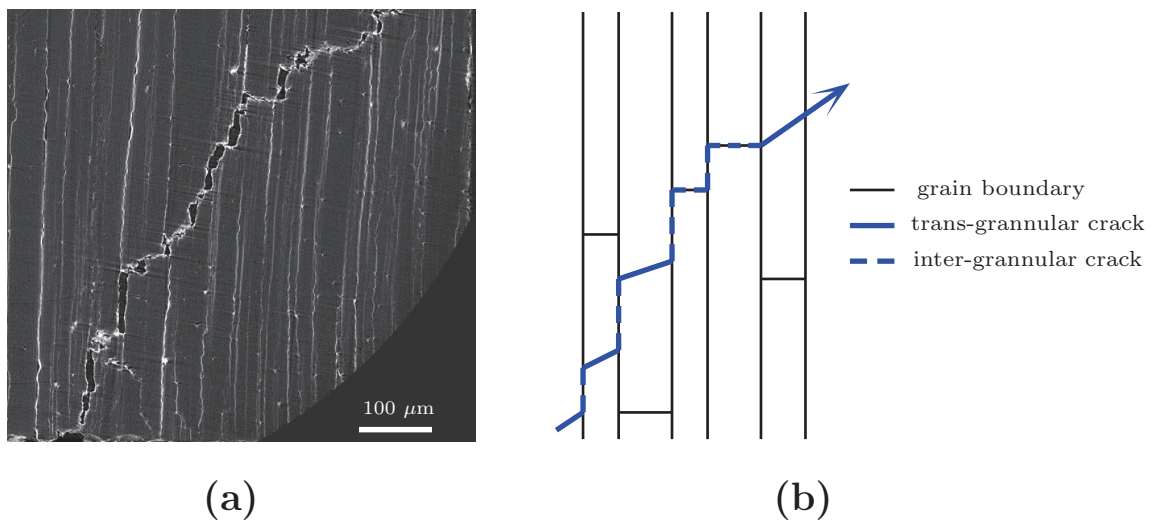 100 μm
grain boundary
trans-grannular crack
inter-grannular crack
(a)
(b)